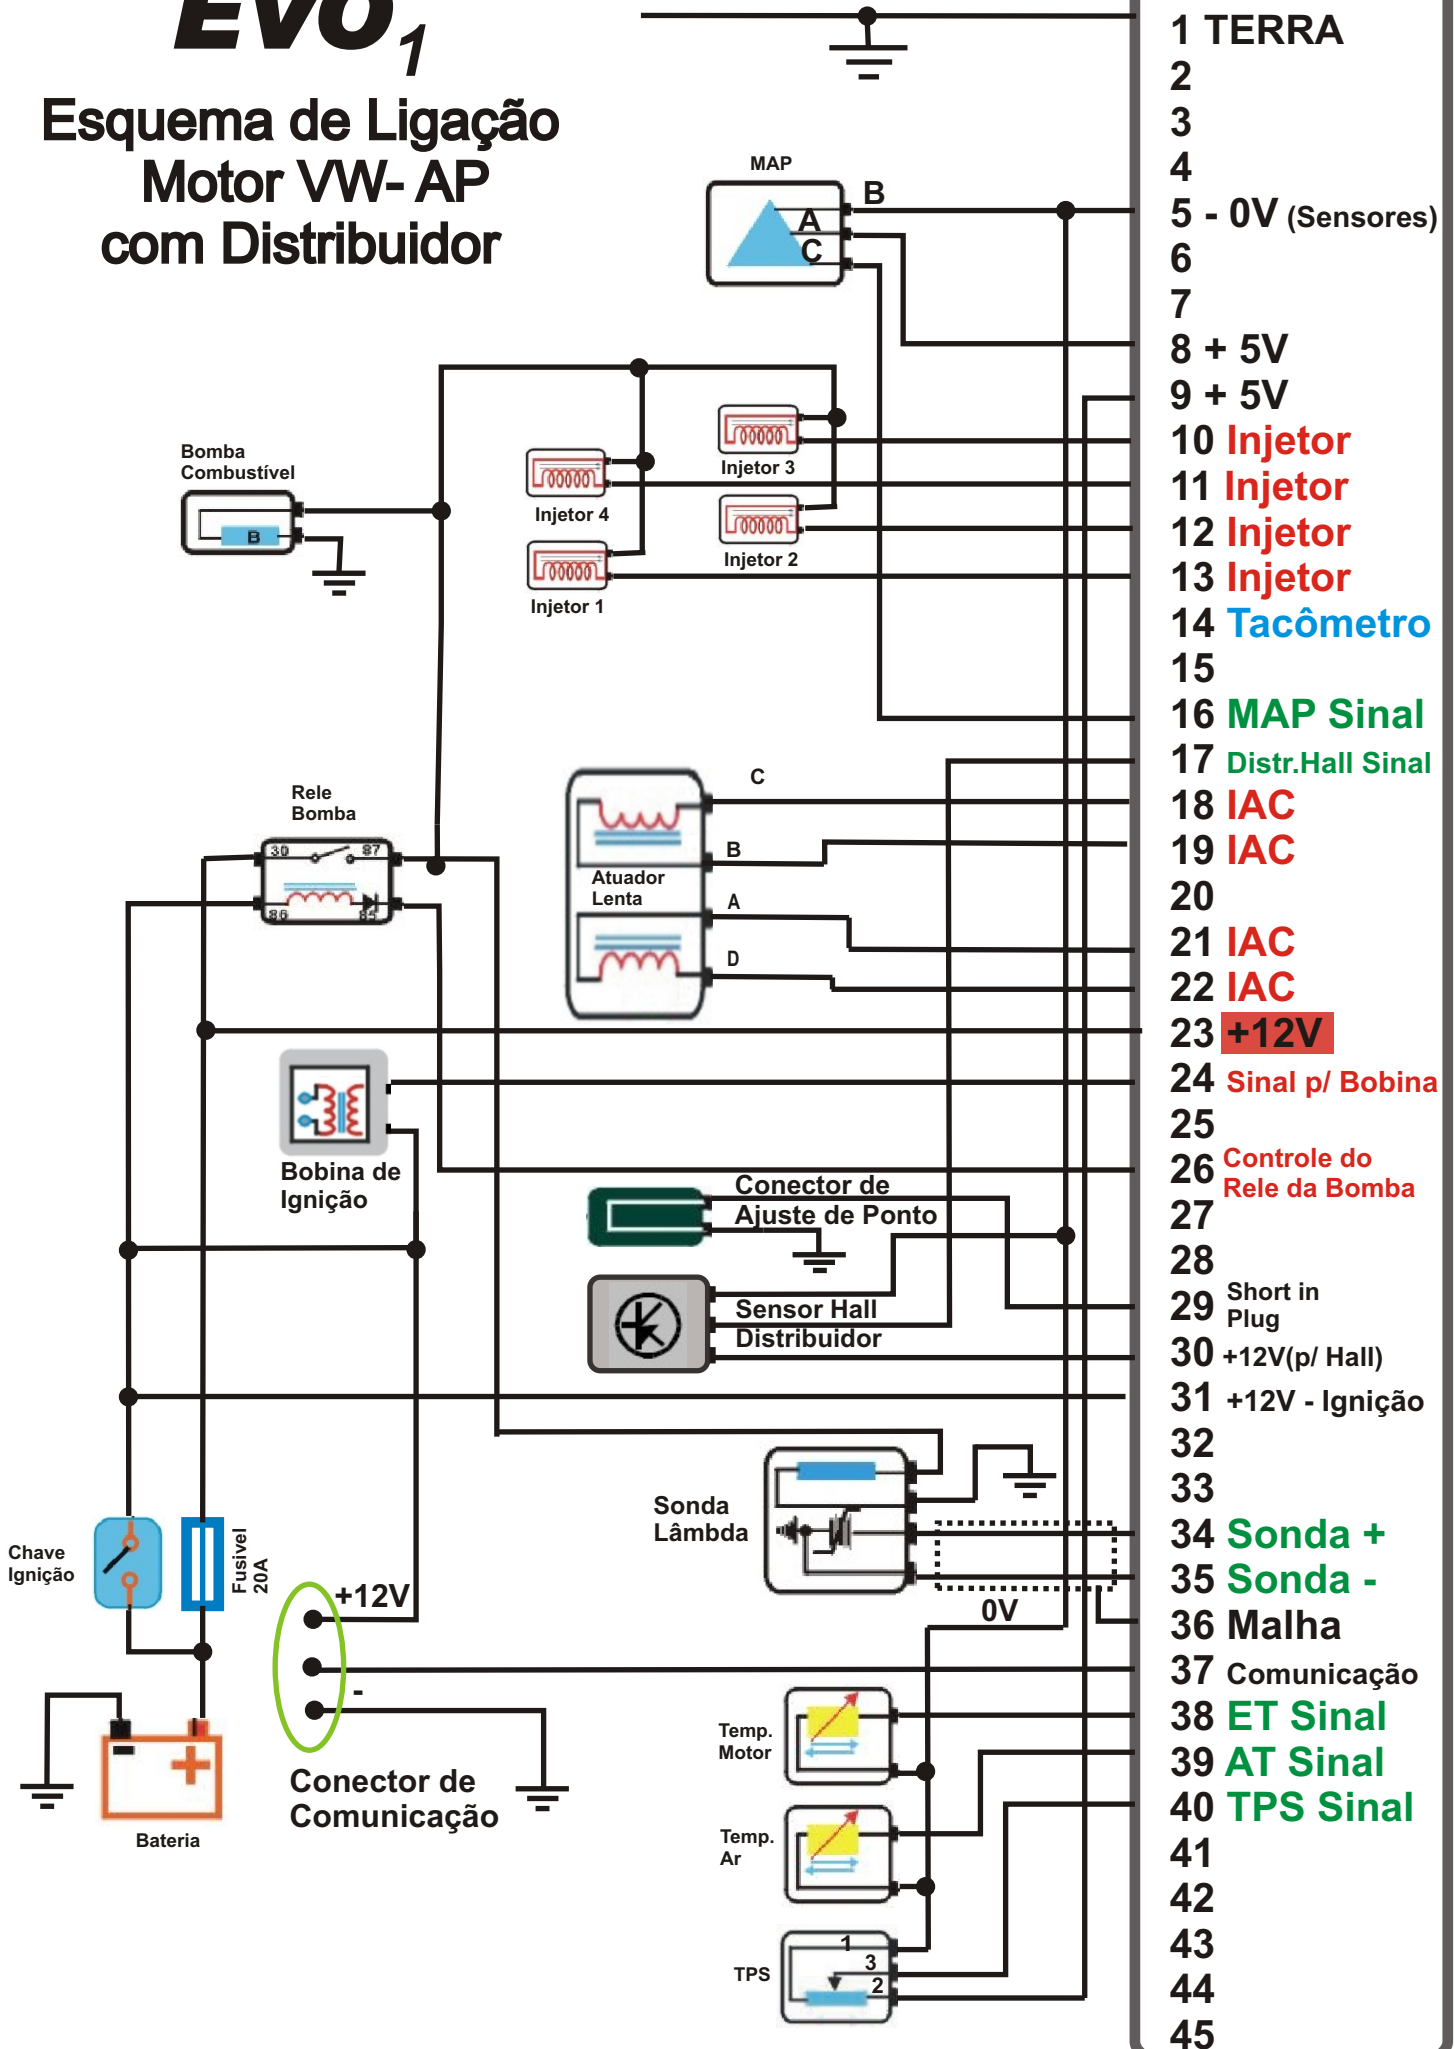 EVO1
Esquema de Ligação
Motor VW- AP
com Distribuidor
MAP
B
A
C
Bomba
Combustível
B
Injetor 3
Injetor 4
Injetor 2
Injetor 1
Rele
Bomba
30
87
86
85
C
B
Atuador
Lenta
A
D
Bobina de
Ignição
Conector de
Ajuste de Ponto
Sensor Hall
Distribuidor
Sonda
Lâmbda
Chave
Ignição
Fusivel
20A
+12V
-
0V
Conector de
Comunicação
Bateria
Temp.
Motor
Temp.
Ar
TPS
1
3
2
1 TERRA
2
3
4
5 - 0V (Sensores)
6
7
8 + 5V
9 + 5V
10 Injetor
11 Injetor
12 Injetor
13 Injetor
14 Tacômetro
15
16 MAP Sinal
17 Distr.Hall Sinal
18 IAC
19 IAC
20
21 IAC
22 IAC
23 +12V
24 Sinal p/ Bobina
25
26 Controle do
Rele da Bomba
27
28
29 Short in
Plug
30 +12V(p/ Hall)
31 +12V - Ignição
32
33
34 Sonda +
35 Sonda -
36 Malha
37 Comunicação
38 ET Sinal
39 AT Sinal
40 TPS Sinal
41
42
43
44
45